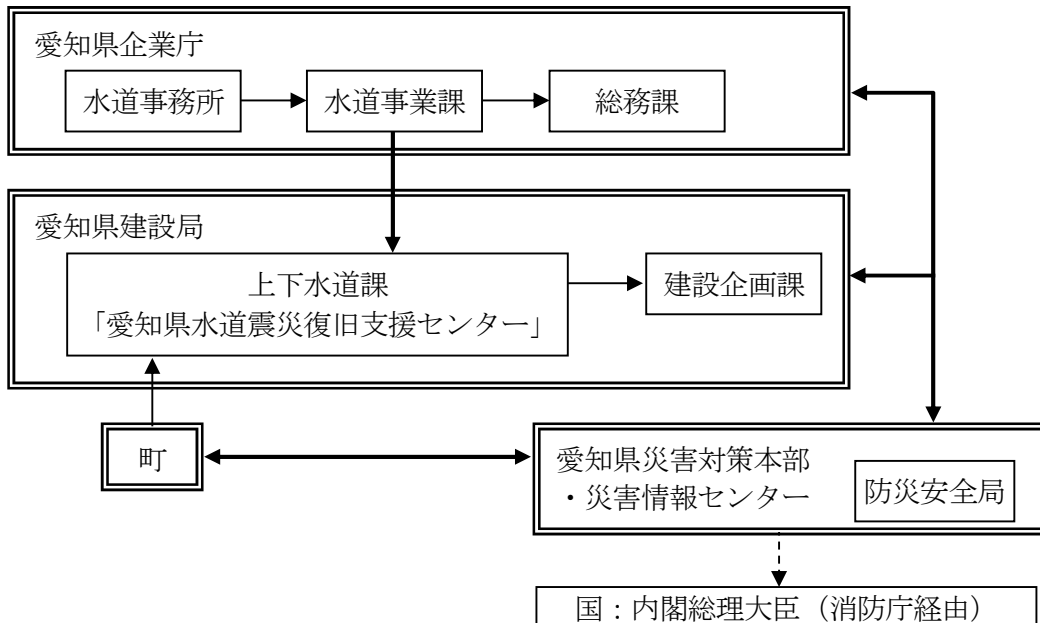 愛知県企業庁
水道事務所
水道事業課
総務課
愛知県建設局
上下水道課
「愛知県水道震災復旧支援センター」
建設企画課
町
愛知県災害対策本部
・災害情報センター
防災安全局
国：内閣総理大臣（消防庁経由）